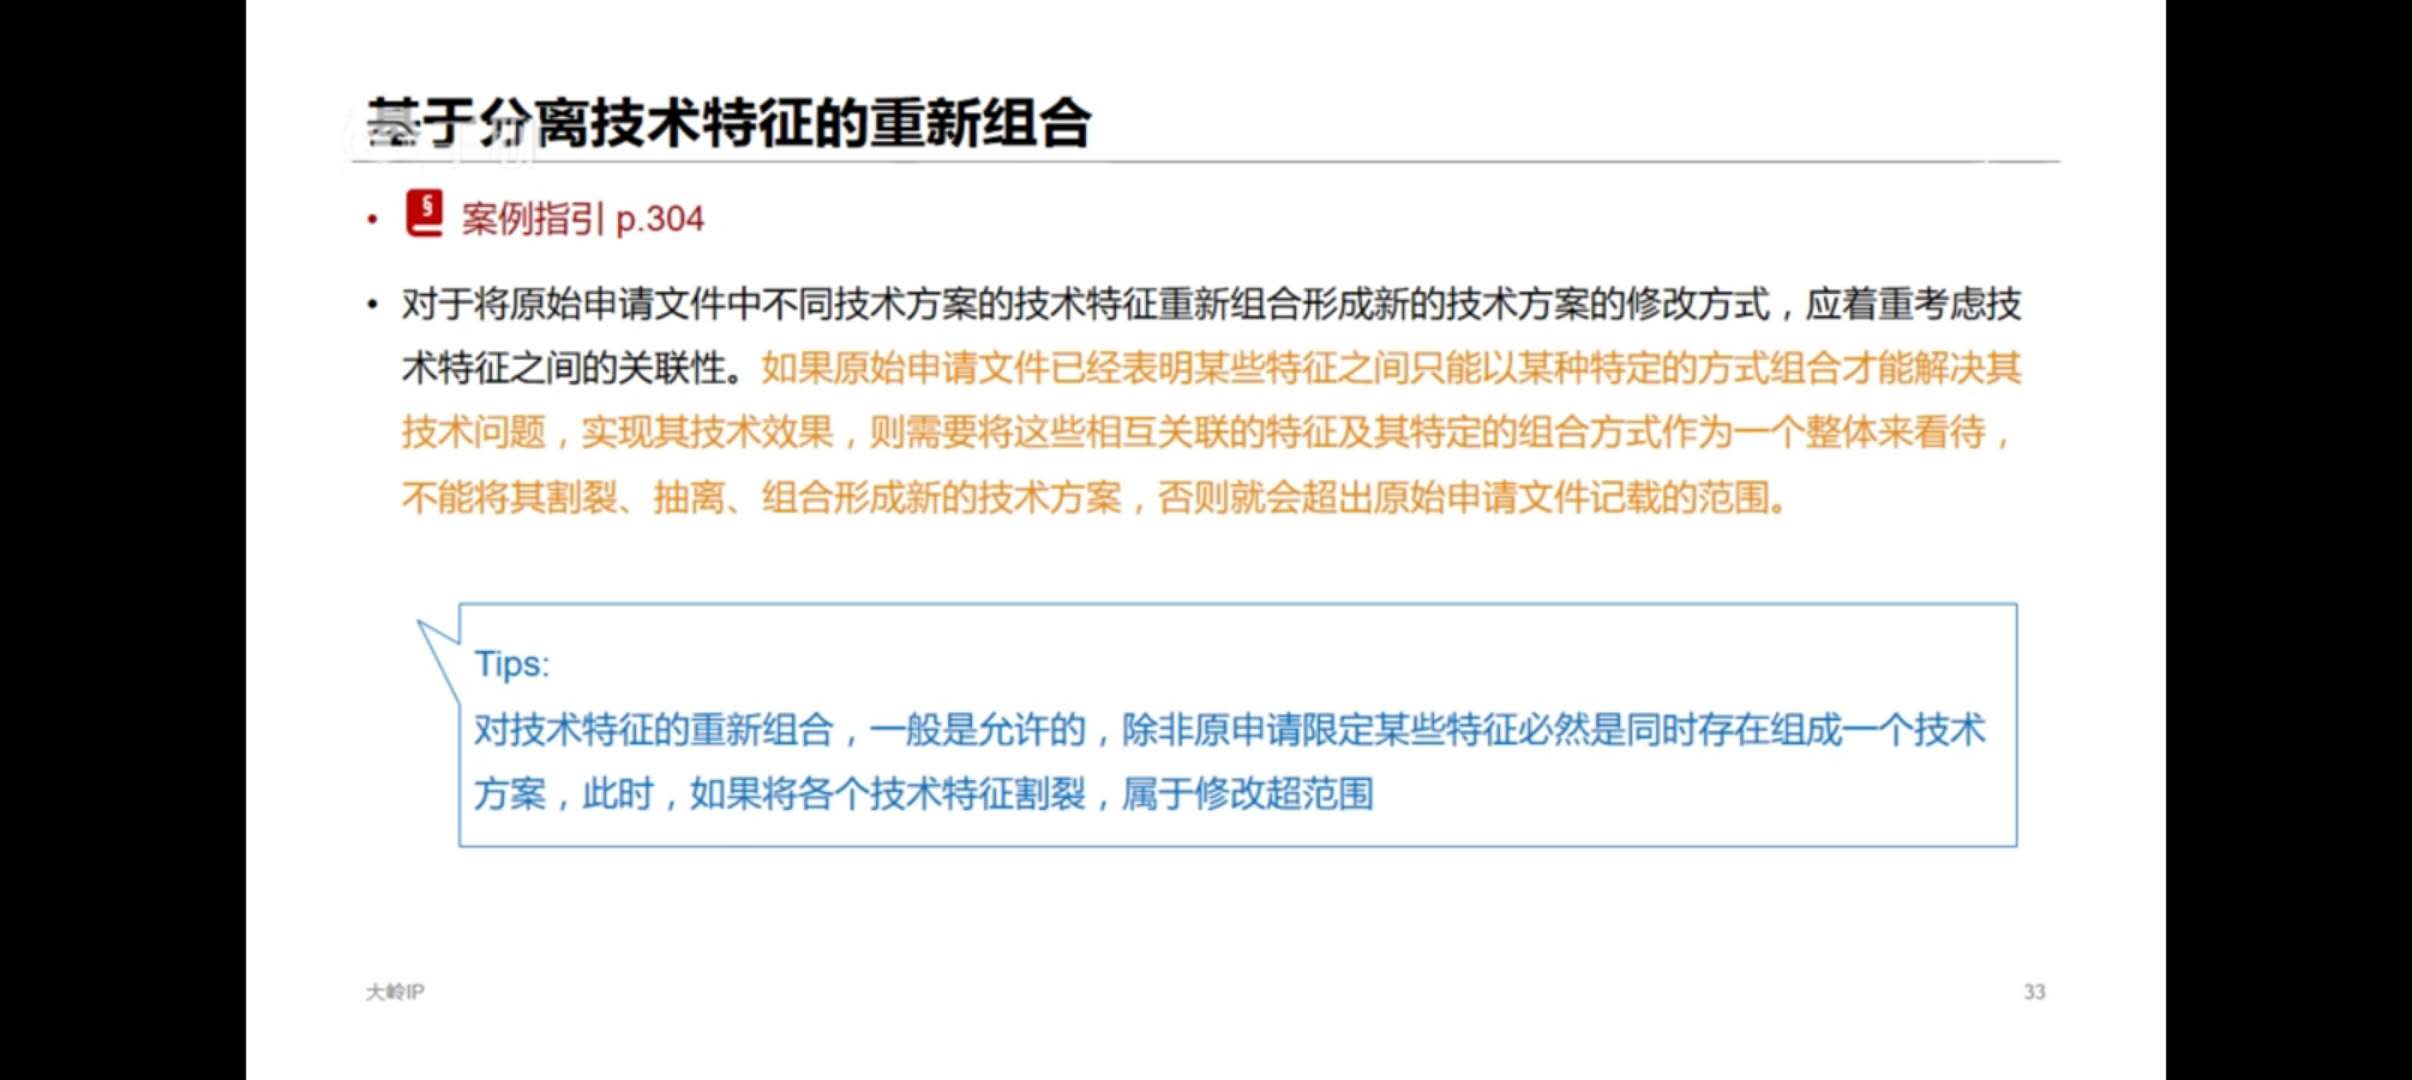 基于分离技术特征的重新组合
• § 案例指引 p.304
• 对于将原始申请文件中不同技术方案的技术特征重新组合形成新的技术方案的修改方式，应着重考虑技
术特征之间的关联性。如果原始申请文件已经表明某些特征之间只能以某种特定的方式组合才能解决其
技术问题，实现其技术效果，则需要将这些相互关联的特征及其特定的组合方式作为一个整体来看待，
不能将其割裂、抽离、组合形成新的技术方案，否则就会超出原始申请文件记载的范围。
Tips:
对技术特征的重新组合，一般是允许的，除非原申请限定某些特征必然是同时存在组成一个技术
方案，此时，如果将各个技术特征割裂，属于修改超范围
大岭IP
33